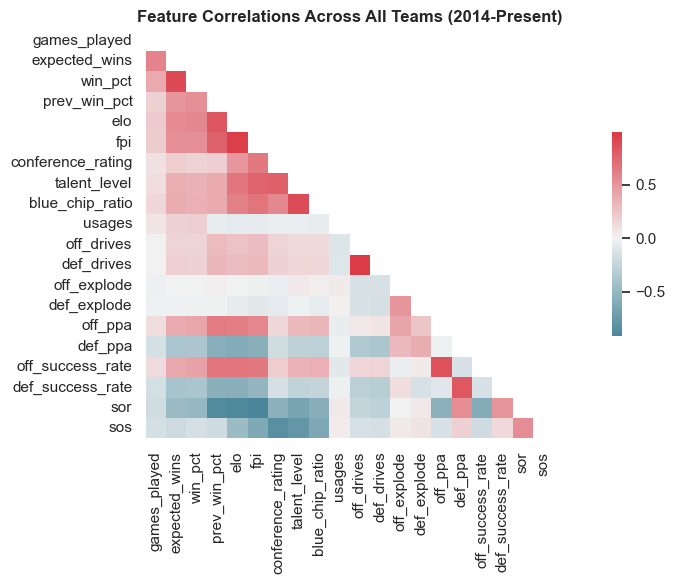 Feature Correlations Across All Teams (2014-Present)
games_played
expected_wins
win_pct
prev_win_pct
elo
fpi
conference_rating
talent_level
blue_chip_ratio
usages
off_drives
def_drives
off_explode
def_explode
off_ppa
def_ppa
off_success_rate
def_success_rate
sor
sos
games_played
expected_wins
win_pct
prev_win_pct
elo
fpi
conference_rating
talent_level
blue_chip_ratio
usages
off_drives
def_drives
off_explode
def_explode
off_ppa
def_ppa
off_success_rate
def_success_rate
sor
sos
0.5
0.0
−0.5